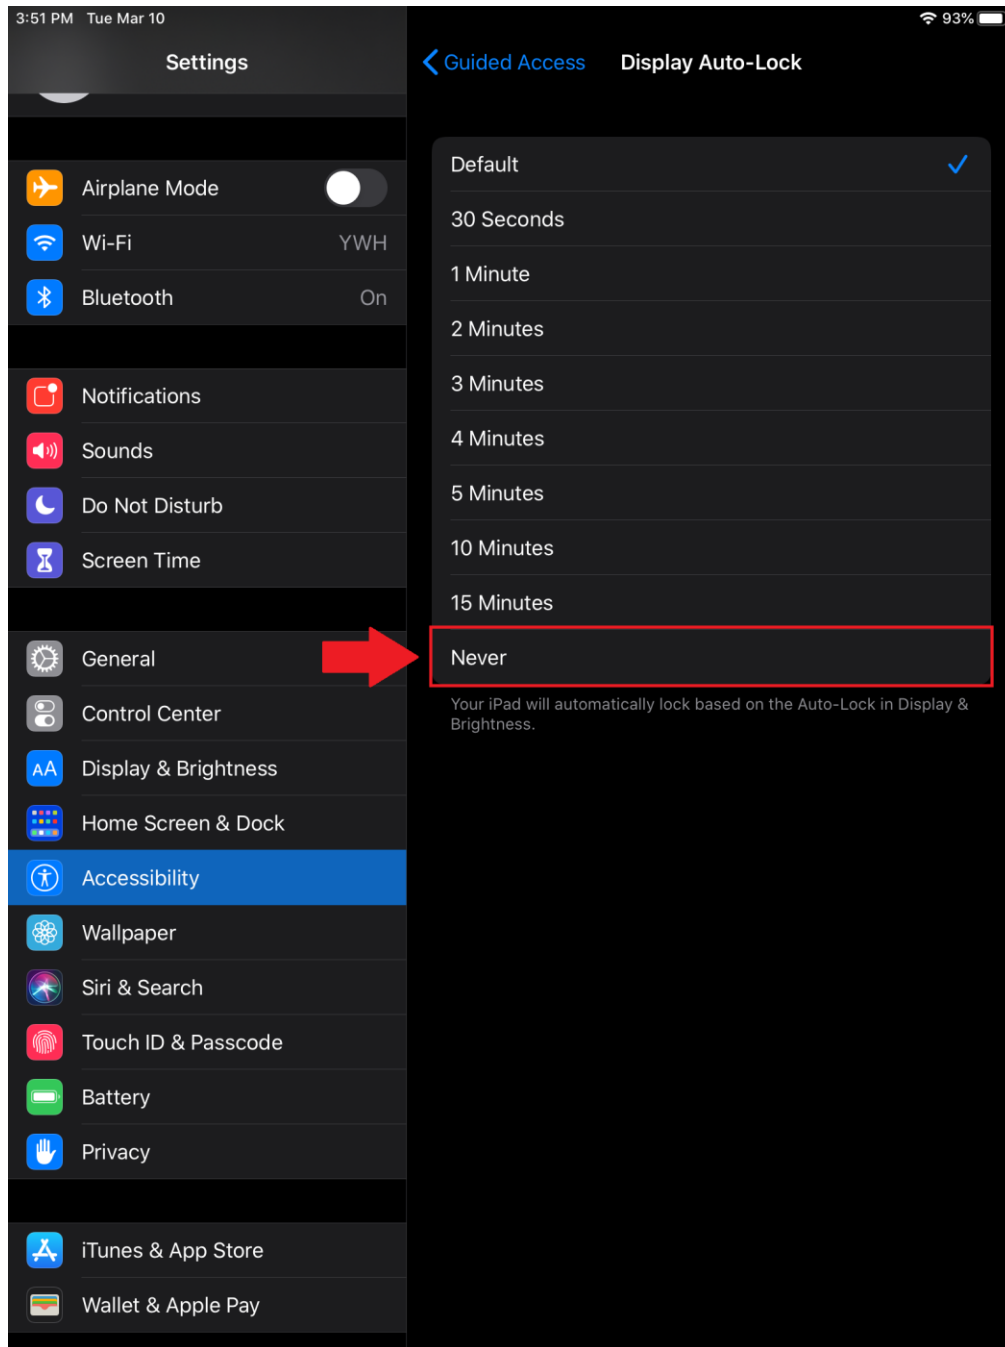 3:51 PM Tue Mar 10
93%
Settings
Airplane Mode
Wi-Fi YWH
Bluetooth On
Notifications
Sounds
Do Not Disturb
Screen Time
General
Control Center
AA Display & Brightness
Home Screen & Dock
Accessibility
Wallpaper
Siri & Search
Touch ID & Passcode
Battery
Privacy
iTunes & App Store
Wallet & Apple Pay
Guided Access Display Auto-Lock
Default
30 Seconds
1 Minute
2 Minutes
3 Minutes
4 Minutes
5 Minutes
10 Minutes
15 Minutes
Never
Your iPad will automatically lock based on the Auto-Lock in Display &
Brightness.